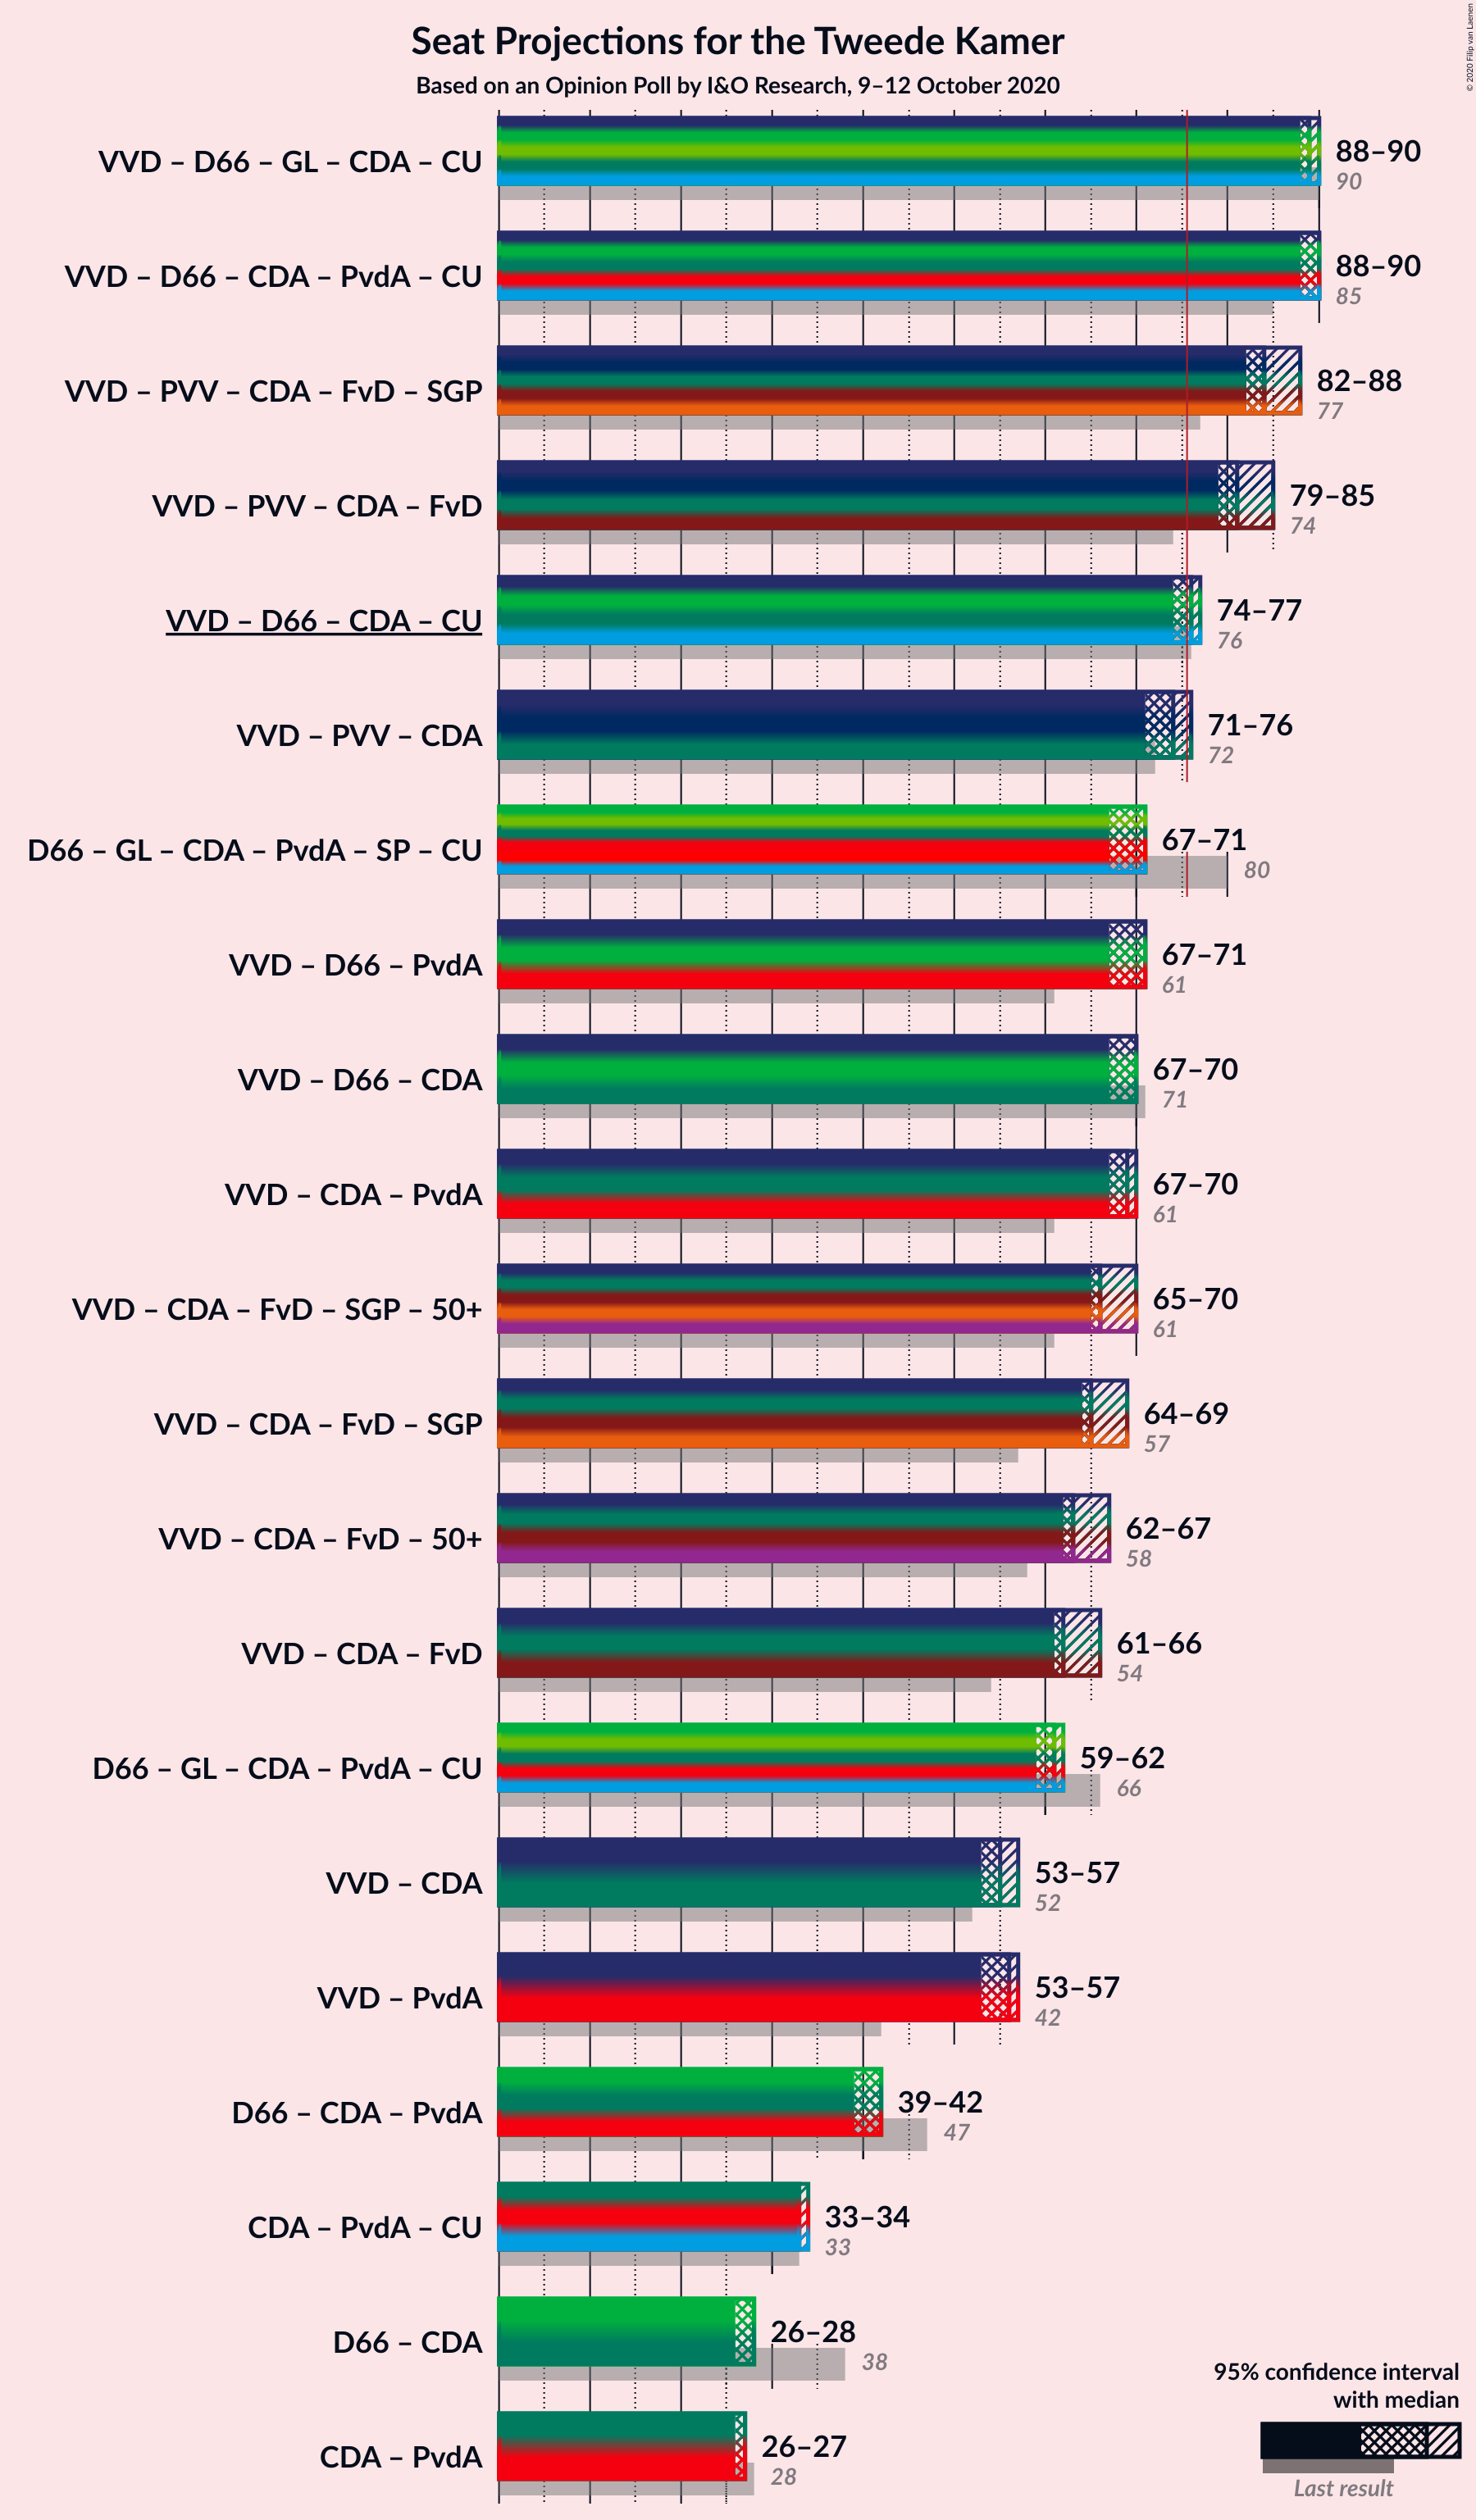 Seat Projections for the Tweede Kamer
Based on an Opinion Poll by I&O Research, 9–12 October 2020
© 2020 Filip van Laenen
VVD – D66 – GL – CDA – CU
88–90
90
VVD – D66 – CDA – PvdA – CU
88–90
85
VVD – PVV – CDA – FvD – SGP
82–88
77
VVD – PVV – CDA – FvD
79–85
74
VVD – D66 – CDA – CU
74–77
76
VVD – PVV – CDA
71–76
72
D66 – GL – CDA – PvdA – SP – CU
67–71
80
VVD – D66 – PvdA
67–71
61
VVD – D66 – CDA
67–70
71
VVD – CDA – PvdA
67–70
61
VVD – CDA – FvD – SGP – 50+
65–70
61
VVD – CDA – FvD – SGP
64–69
57
VVD – CDA – FvD – 50+
62–67
58
VVD – CDA – FvD
61–66
54
D66 – GL – CDA – PvdA – CU
59–62
66
VVD – CDA
53–57
52
VVD – PvdA
53–57
42
D66 – CDA – PvdA
39–42
47
CDA – PvdA – CU
33–34
33
D66 – CDA
26–28
38
CDA – PvdA
26–27
28
95% confidence interval
with median
Last result